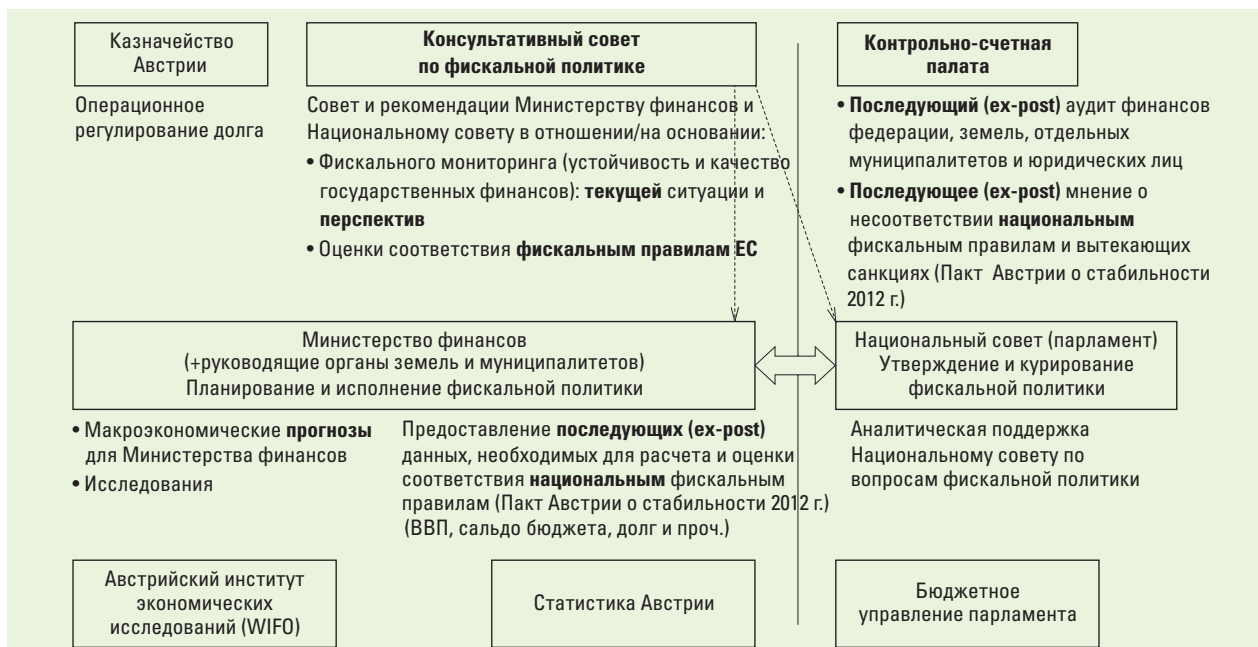 Казначейство
Австрии
Операционное
регулирование долга
Консультативный совет
по фискальной политике
Совет и рекомендации Министерству финансов и
Национальному совету в отношении/на основании:
• Фискального мониторинга (устойчивость и качество
государственных финансов): текущей ситуации и
перспектив
• Оценки соответствия фискальным правилам ЕС
Контрольно-счетная
палата
• Последующий (ex-post) аудит финансов
федерации, земель, отдельных
муниципалитетов и юридических лиц
• Последующее (ex-post) мнение о
несоответствии национальным
фискальным правилам и вытекающих
санкциях (Пакт Австрии о стабильности
2012 г.)
Министерство финансов
(+руководящие органы земель и муниципалитетов)
Планирование и исполнение фискальной политики
Национальный совет (парламент)
Утверждение и курирование
фискальной политики
• Макроэкономические прогнозы
для Министерства финансов
• Исследования
Предоставление последующих (ex-post)
данных, необходимых для расчета и оценки
соответствия национальным фискальным
правилам (Пакт Австрии о стабильности 2012 г.)
(ВВП, сальдо бюджета, долг и проч.)
Аналитическая поддержка
Национальному совету по
вопросам фискальной политики
Австрийский институт
экономических
исследований (WIFO)
Статистика Австрии
Бюджетное
управление парламента